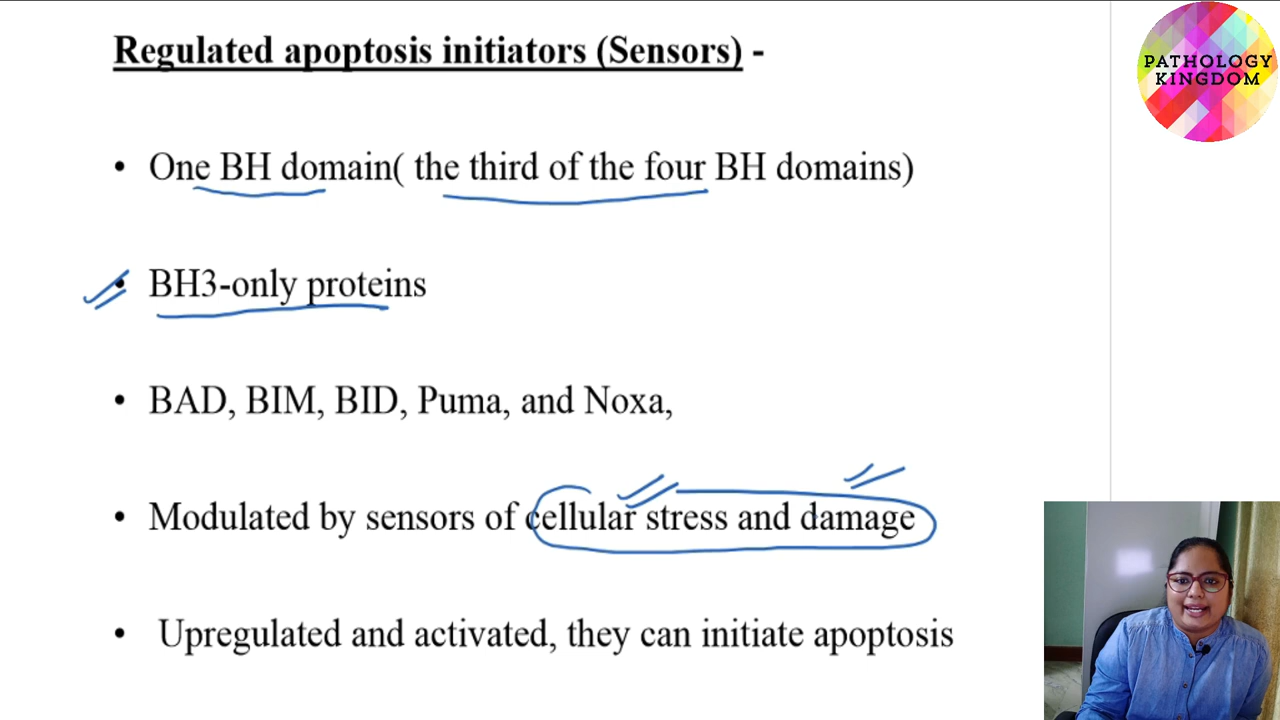 Regulated apoptosis initiators (Sensors) -
PATHOLOGY
KINGDOM
• One BH domain( the third of the four BH domains)
• BH3-only proteins
• BAD, BIM, BID, Puma, and Noxa,
• Modulated by sensors of cellular stress and damage
• Upregulated and activated, they can initiate apoptosis